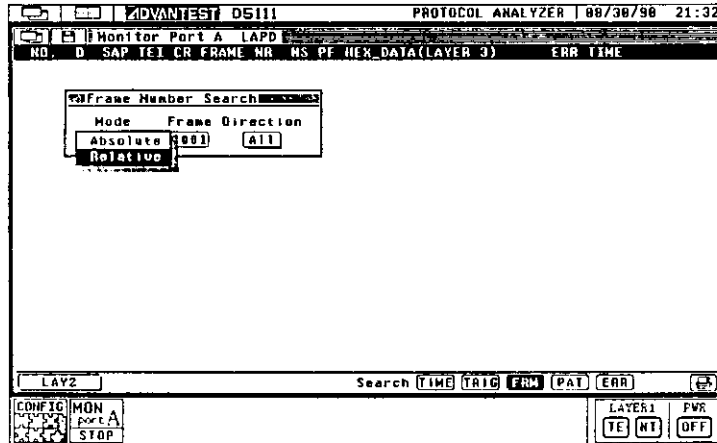 ADVANTEST D5111 PROTOCOL ANALYZER 08/30/90 21:32
Monitor Port A LAPD
NO. D SAP TEI CR FRAME NR NS PF HEX_DATA(LAYER 3) ERR TIME
Frame Number Search
Mode Frame Direction
Absolute 0001 All
Relative
LAY2 Search TIME TRIG FRM PAT ERR
CONFIG MON port A STOP
LAYER1 PWR
TE NT OFF